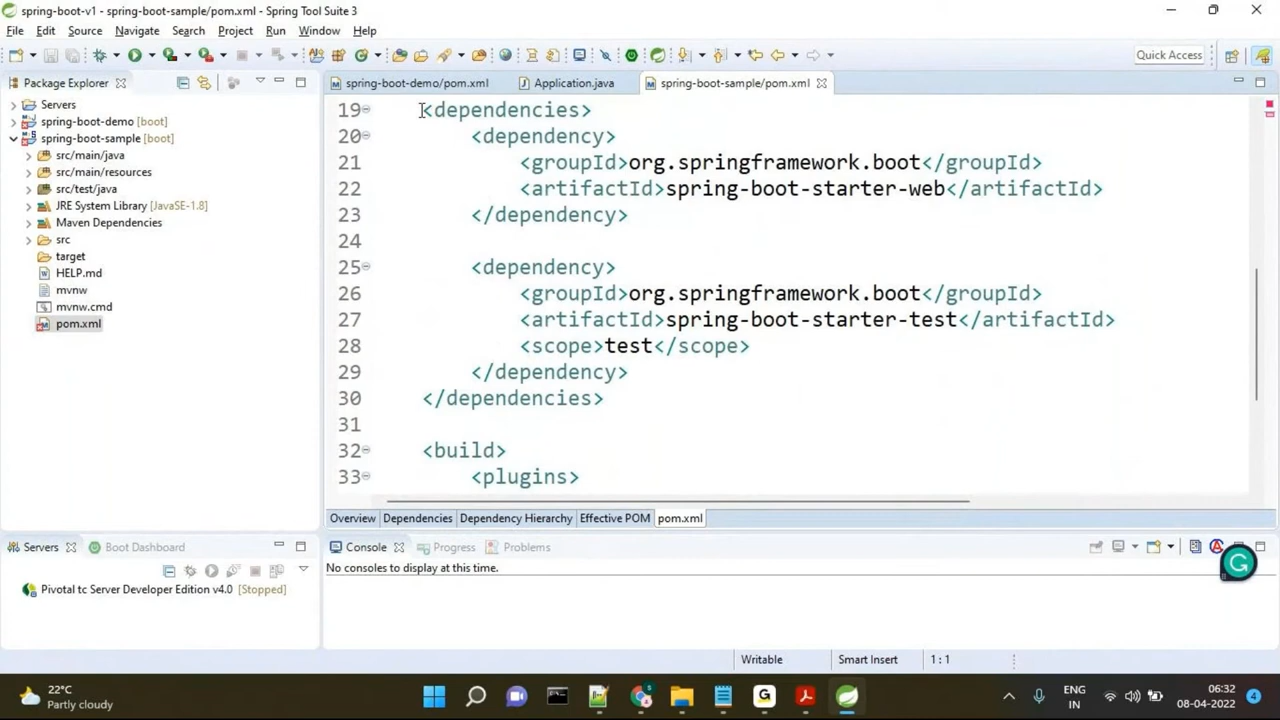 spring-boot-v1 - spring-boot-sample/pom.xml - Spring Tool Suite 3
File Edit Source Navigate Search Project Run Window Help
Quick Access
Package Explorer
spring-boot-demo/pom.xml Application.java spring-boot-sample/pom.xml
Servers
spring-boot-demo [boot]
spring-boot-sample [boot]
src/main/java
src/main/resources
src/test/java
JRE System Library [JavaSE-1.8]
Maven Dependencies
src
target
HELP.md
mvnw
mvnw.cmd
pom.xml
19 <dependencies>
20 <dependency>
21 <groupId>org.springframework.boot</groupId>
22 <artifactId>spring-boot-starter-web</artifactId>
23 </dependency>
24
25 <dependency>
26 <groupId>org.springframework.boot</groupId>
27 <artifactId>spring-boot-starter-test</artifactId>
28 <scope>test</scope>
29 </dependency>
30 </dependencies>
31
32 <build>
33 <plugins>
Overview Dependencies Dependency Hierarchy Effective POM pom.xml
Servers Boot Dashboard
Pivotal tc Server Developer Edition v4.0 [Stopped]
Console Progress Problems
No consoles to display at this time.
Writable Smart Insert 1 : 1
22°C
Partly cloudy
ENG
IN
06:32
08-04-2022
4